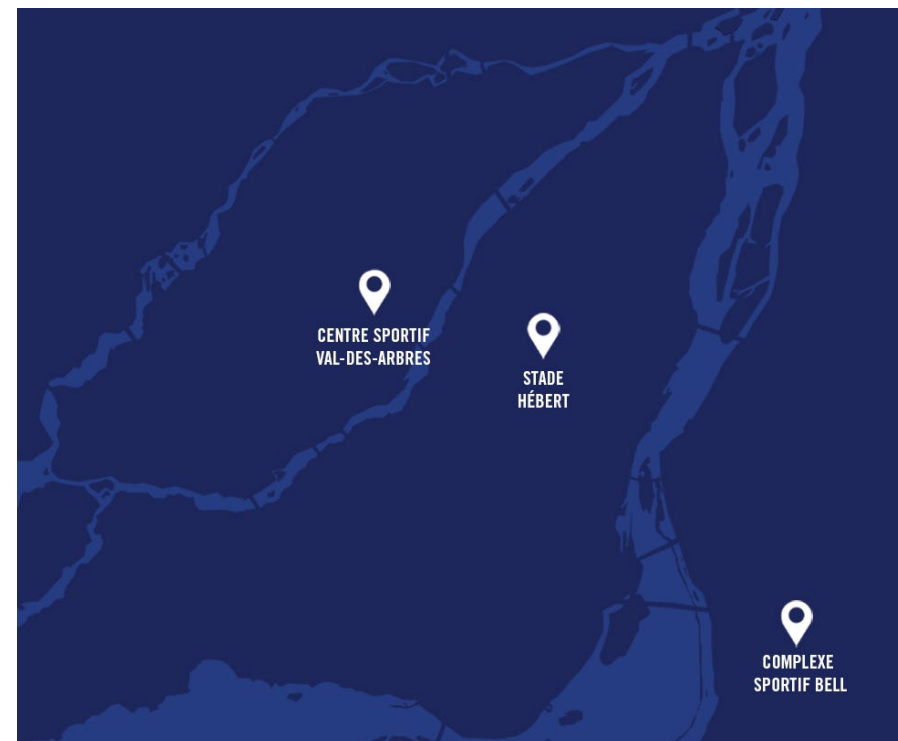 CENTRE SPORTIF
VAL-DES-ARBRES
STADE
HÉBERT
COMPLEXE
SPORTIF BELL